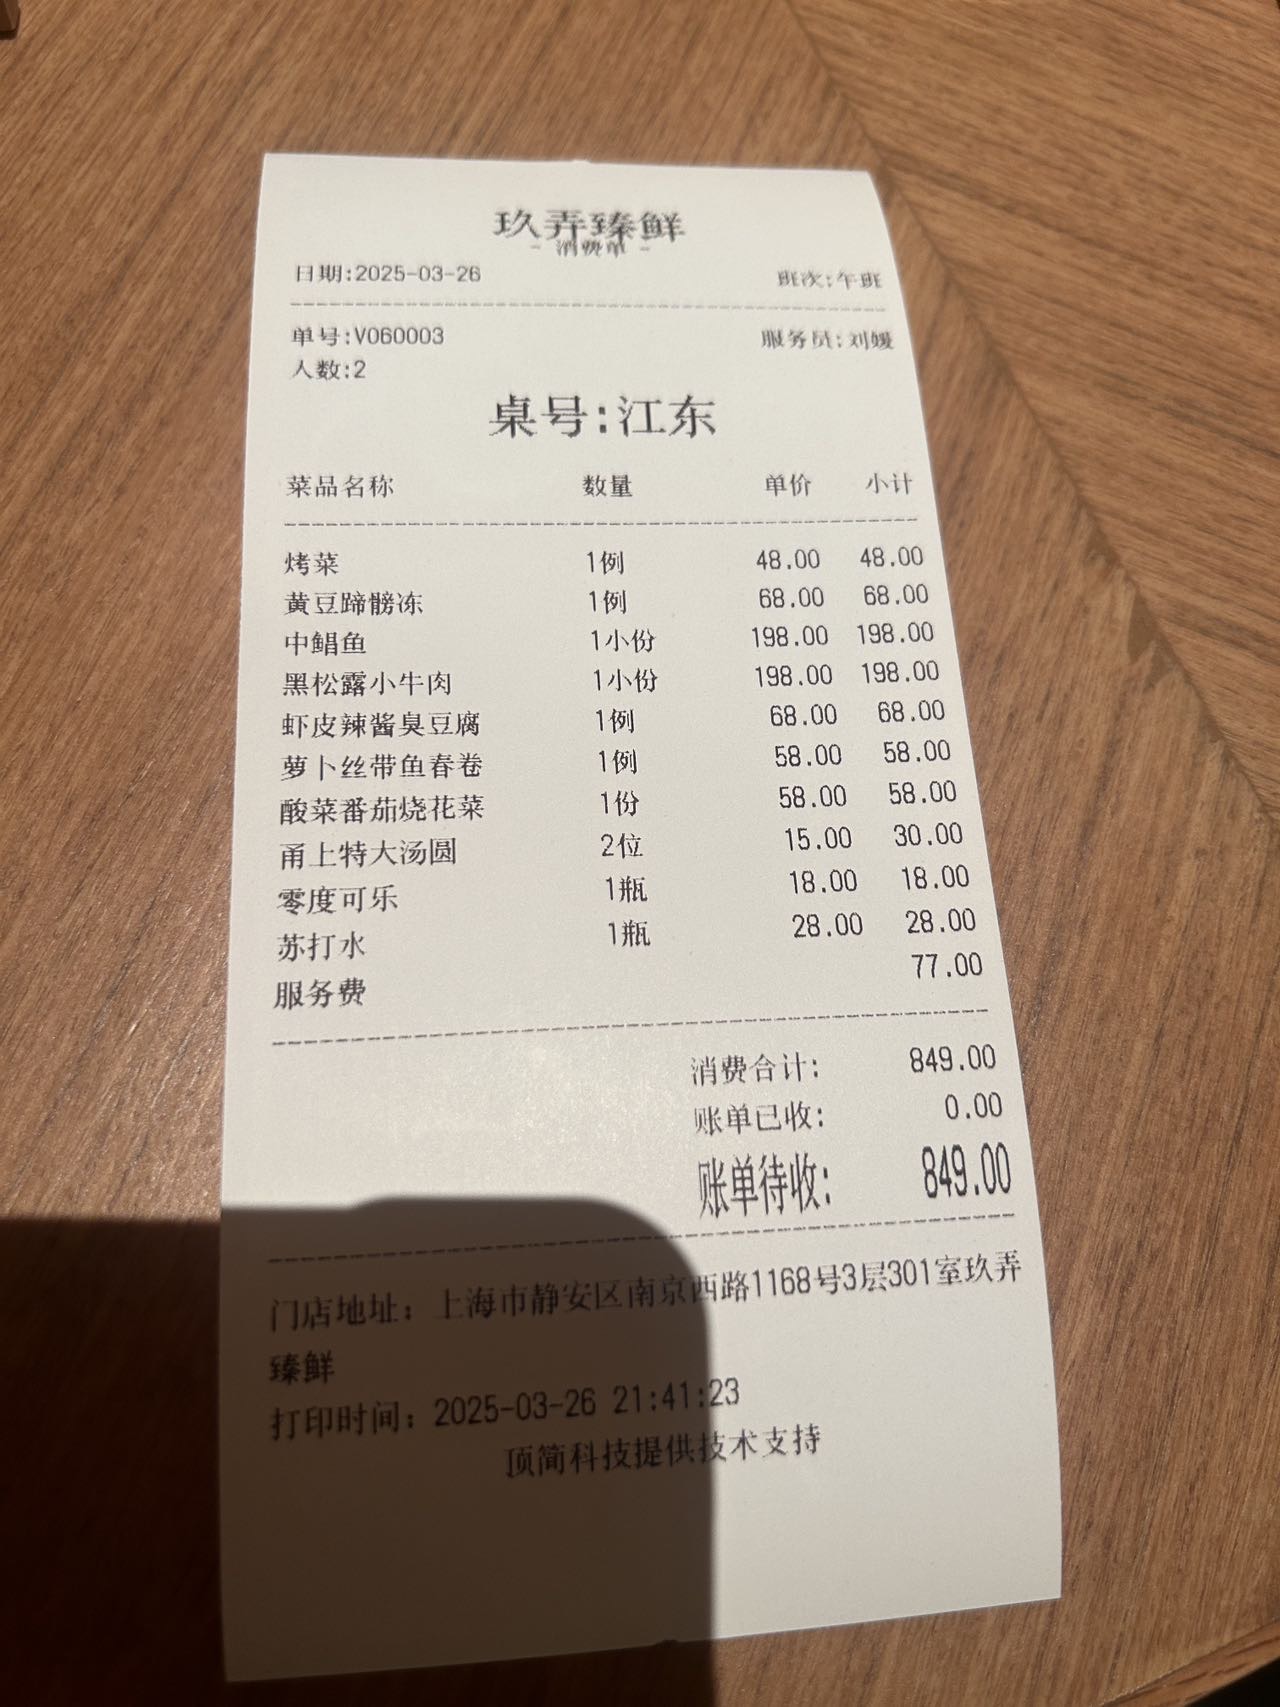 玖弄臻鲜
- 消费单 -
日期:2025-03-26 班次:午班
单号:V060003 服务员:刘媛
人数:2
桌号:江东
菜品名称 数量 单价 小计
烤菜 1例 48.00 48.00
黄豆蹄髈冻 1例 68.00 68.00
中鲳鱼 1小份 198.00 198.00
黑松露小牛肉 1小份 198.00 198.00
虾皮辣酱臭豆腐 1例 68.00 68.00
萝卜丝带鱼春卷 1例 58.00 58.00
酸菜番茄烧花菜 1份 58.00 58.00
甬上特大汤圆 2位 15.00 30.00
零度可乐 1瓶 18.00 18.00
苏打水 1瓶 28.00 28.00
服务费 77.00
消费合计: 849.00
账单已收: 0.00
账单待收: 849.00
门店地址：上海市静安区南京西路1168号3层301室玖弄
臻鲜
打印时间：2025-03-26 21:41:23
顶简科技提供技术支持